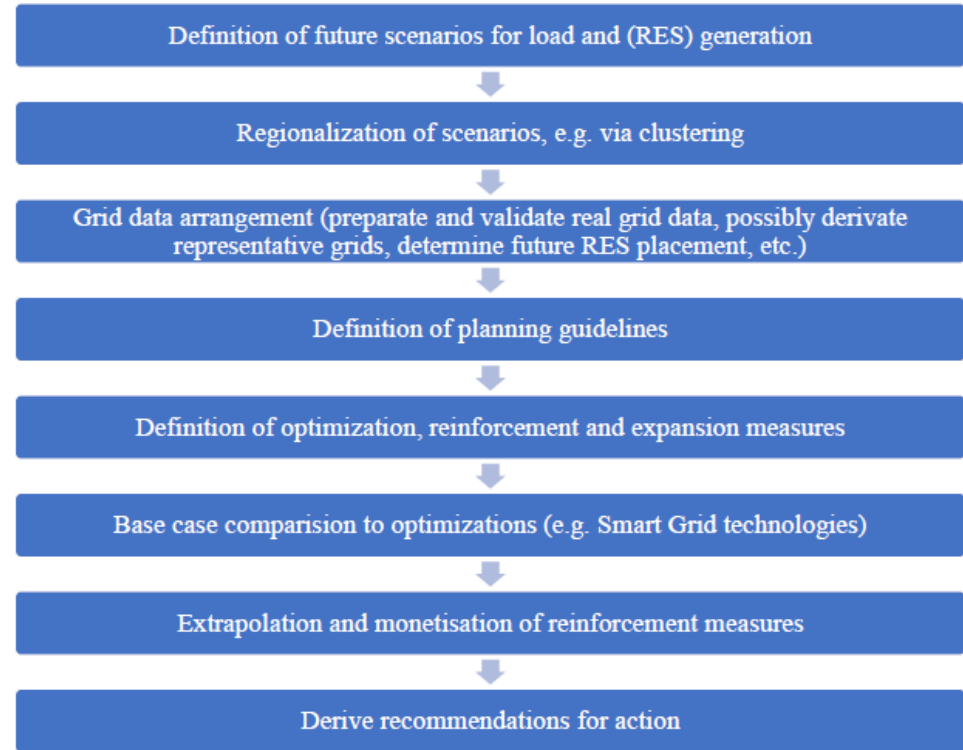 Definition of future scenarios for load and (RES) generation
Regionalization of scenarios, e.g. via clustering
Grid data arrangement (preparate and validate real grid data, possibly derivate
representative grids, determine future RES placement, etc.)
Definition of planning guidelines
Definition of optimization, reinforcement and expansion measures
Base case comparision to optimizations (e.g. Smart Grid technologies)
Extrapolation and monetisation of reinforcement measures
Derive recommendations for action